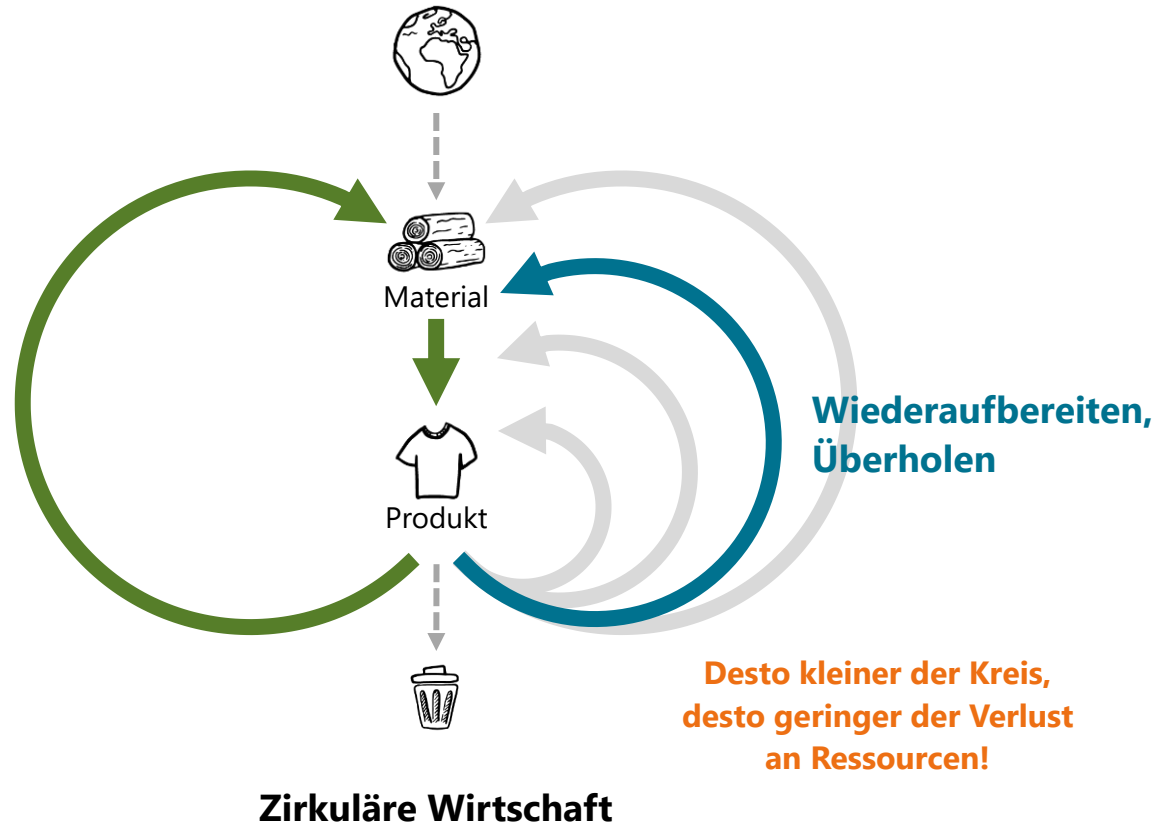 Material
Wiederaufbereiten,
Überholen
Produkt
Desto kleiner der Kreis,
desto geringer der Verlust
an Ressourcen!
Zirkuläre Wirtschaft